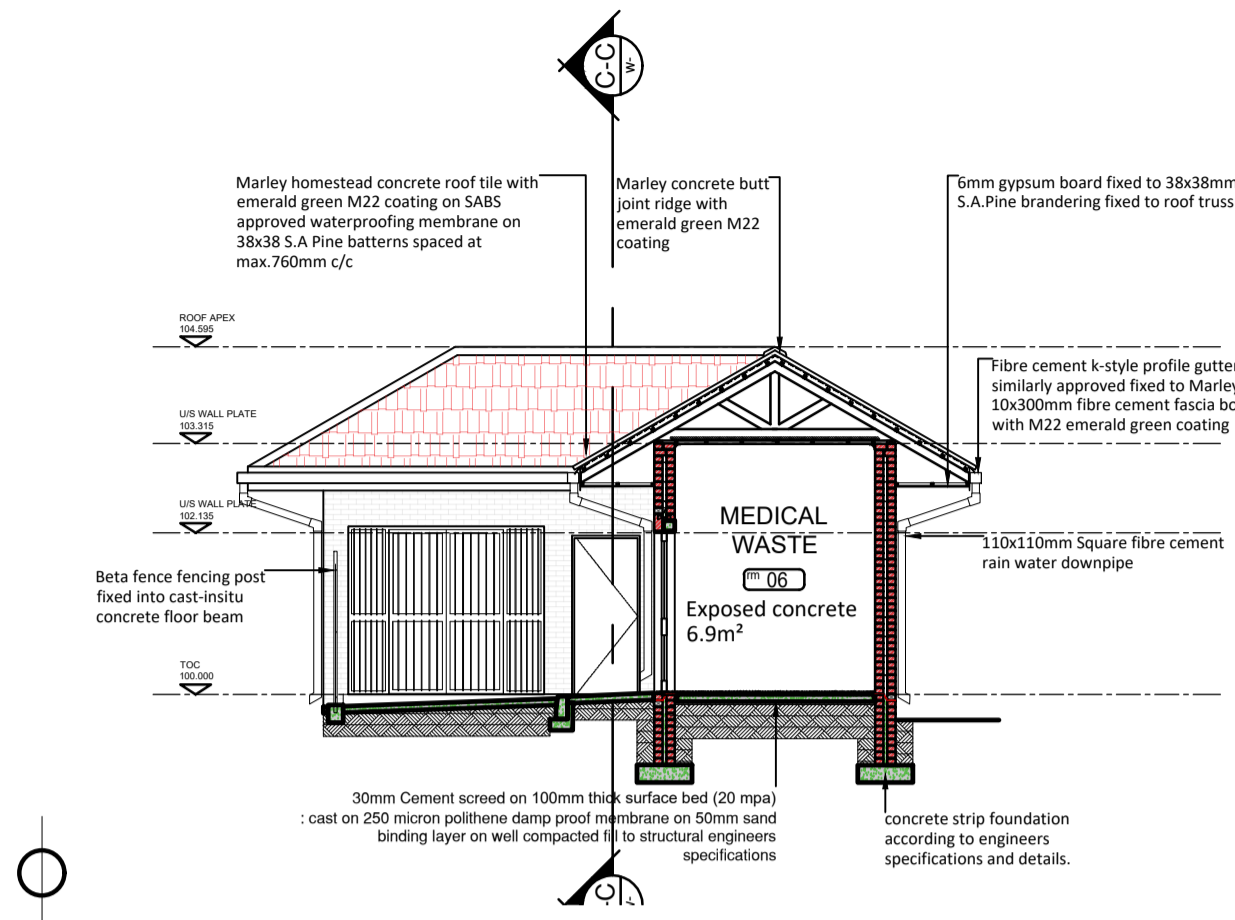 C-C
W-
Marley homestead concrete roof tile with
emerald green M22 coating on SABS
approved waterproofing membrane on
38x38 S.A Pine batterns spaced at
max.760mm c/c
Marley concrete butt
joint ridge with
emerald green M22
coating
6mm gypsum board fixed to 38x38mm
S.A.Pine brandering fixed to roof truss
ROOF APEX
104.595
Fibre cement k-style profile gutter
similarly approved fixed to Marley
10x300mm fibre cement fascia bo
with M22 emerald green coating
U/S WALL PLATE
103.315
U/S WALL PLATE
102.135
MEDICAL
WASTE
rm 06
Exposed concrete
6.9m²
110x110mm Square fibre cement
rain water downpipe
Beta fence fencing post
fixed into cast-insitu
concrete floor beam
TOC
100.000
30mm Cement screed on 100mm thick surface bed (20 mpa)
: cast on 250 micron polithene damp proof membrane on 50mm sand
binding layer on well compacted fill to structural engineers
specifications
concrete strip foundation
according to engineers
specifications and details.